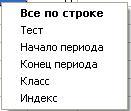 Все по строке
Тест
Начало периода
Конец периода
Класс
Индекс